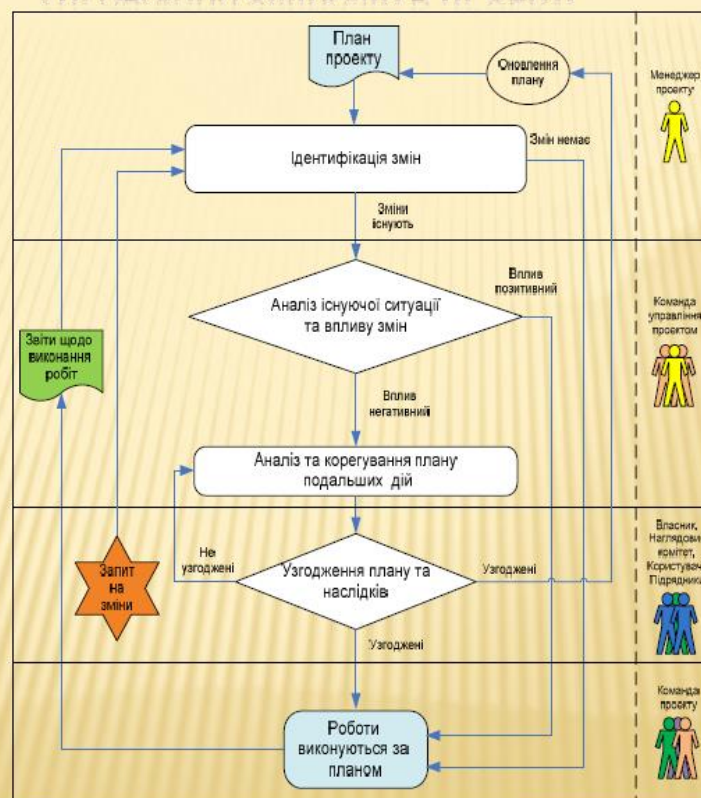 План
проекту
Оновлення
плану
Менеджер
проекту
Ідентифікація змін
Змін немає
Зміни
існують
Вплив
позитивний
Аналіз існуючої ситуації
та впливу змін
Команда
управління
проектом
Звіти щодо
виконання
робіт
Вплив
негативний
Аналіз та корегування плану
подальших дій
Власник,
Наглядови
комітет,
Користувач
Підрядники
Не
узгоджені
Узгодження плану та
наслідків
Узгоджені
Запит
на
зміни
Узгоджені
Команда
проекту
Роботи
виконуються за
планом